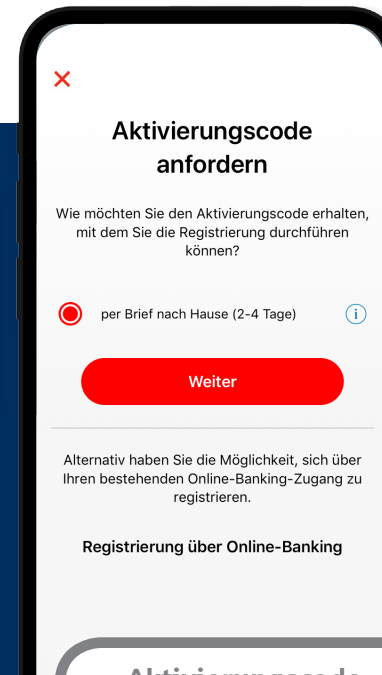 Aktivierungscode
anfordern
Wie möchten Sie den Aktivierungscode erhalten,
mit dem Sie die Registrierung durchführen
können?
per Brief nach Hause (2-4 Tage)
i
Weiter
Alternativ haben Sie die Möglichkeit, sich über
Ihren bestehenden Online-Banking-Zugang zu
registrieren.
Registrierung über Online-Banking
Aktivierungscode